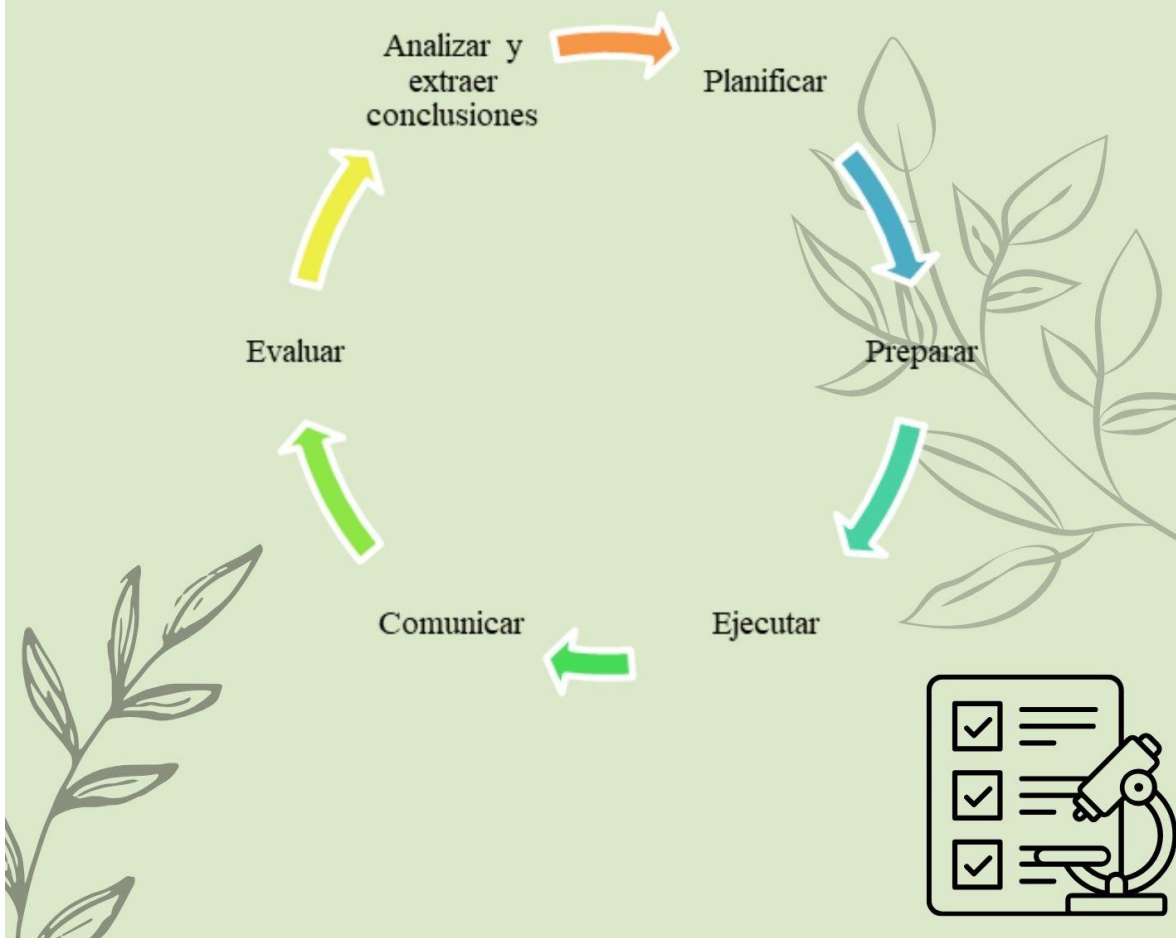 Analizar y
extraer
conclusiones
Planificar
Preparar
Ejecutar
Comunicar
Evaluar